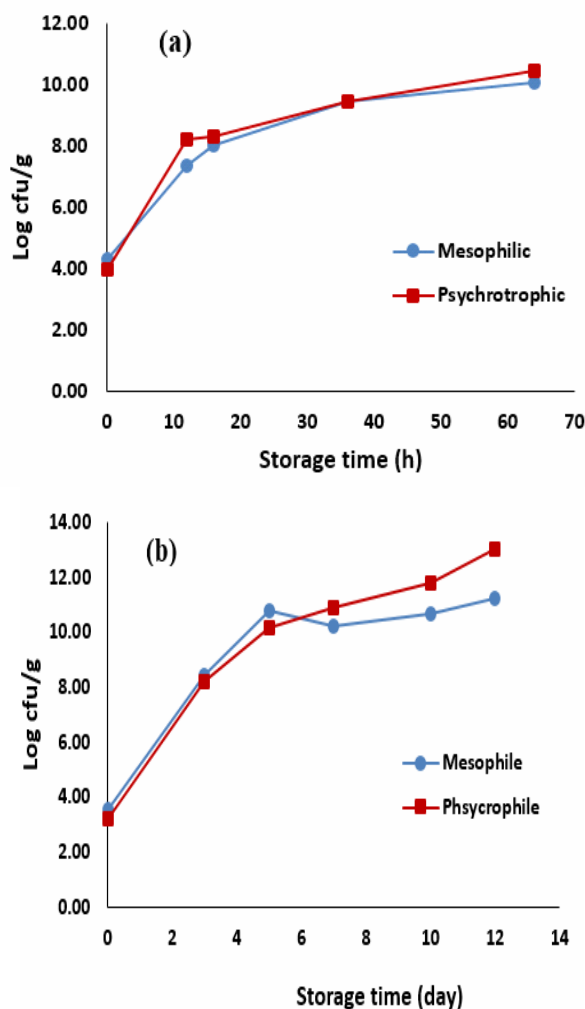 (a)
12.00
10.00
8.00
6.00
4.00
2.00
0.00
Log cfu/g
Mesophilic
Psychrotrophic
0 10 20 30 40 50 60 70
Storage time (h)
(b)
14.00
12.00
10.00
8.00
6.00
4.00
2.00
0.00
Log cfu/g
Mesophile
Phsycrophile
0 2 4 6 8 10 12 14
Storage time (day)